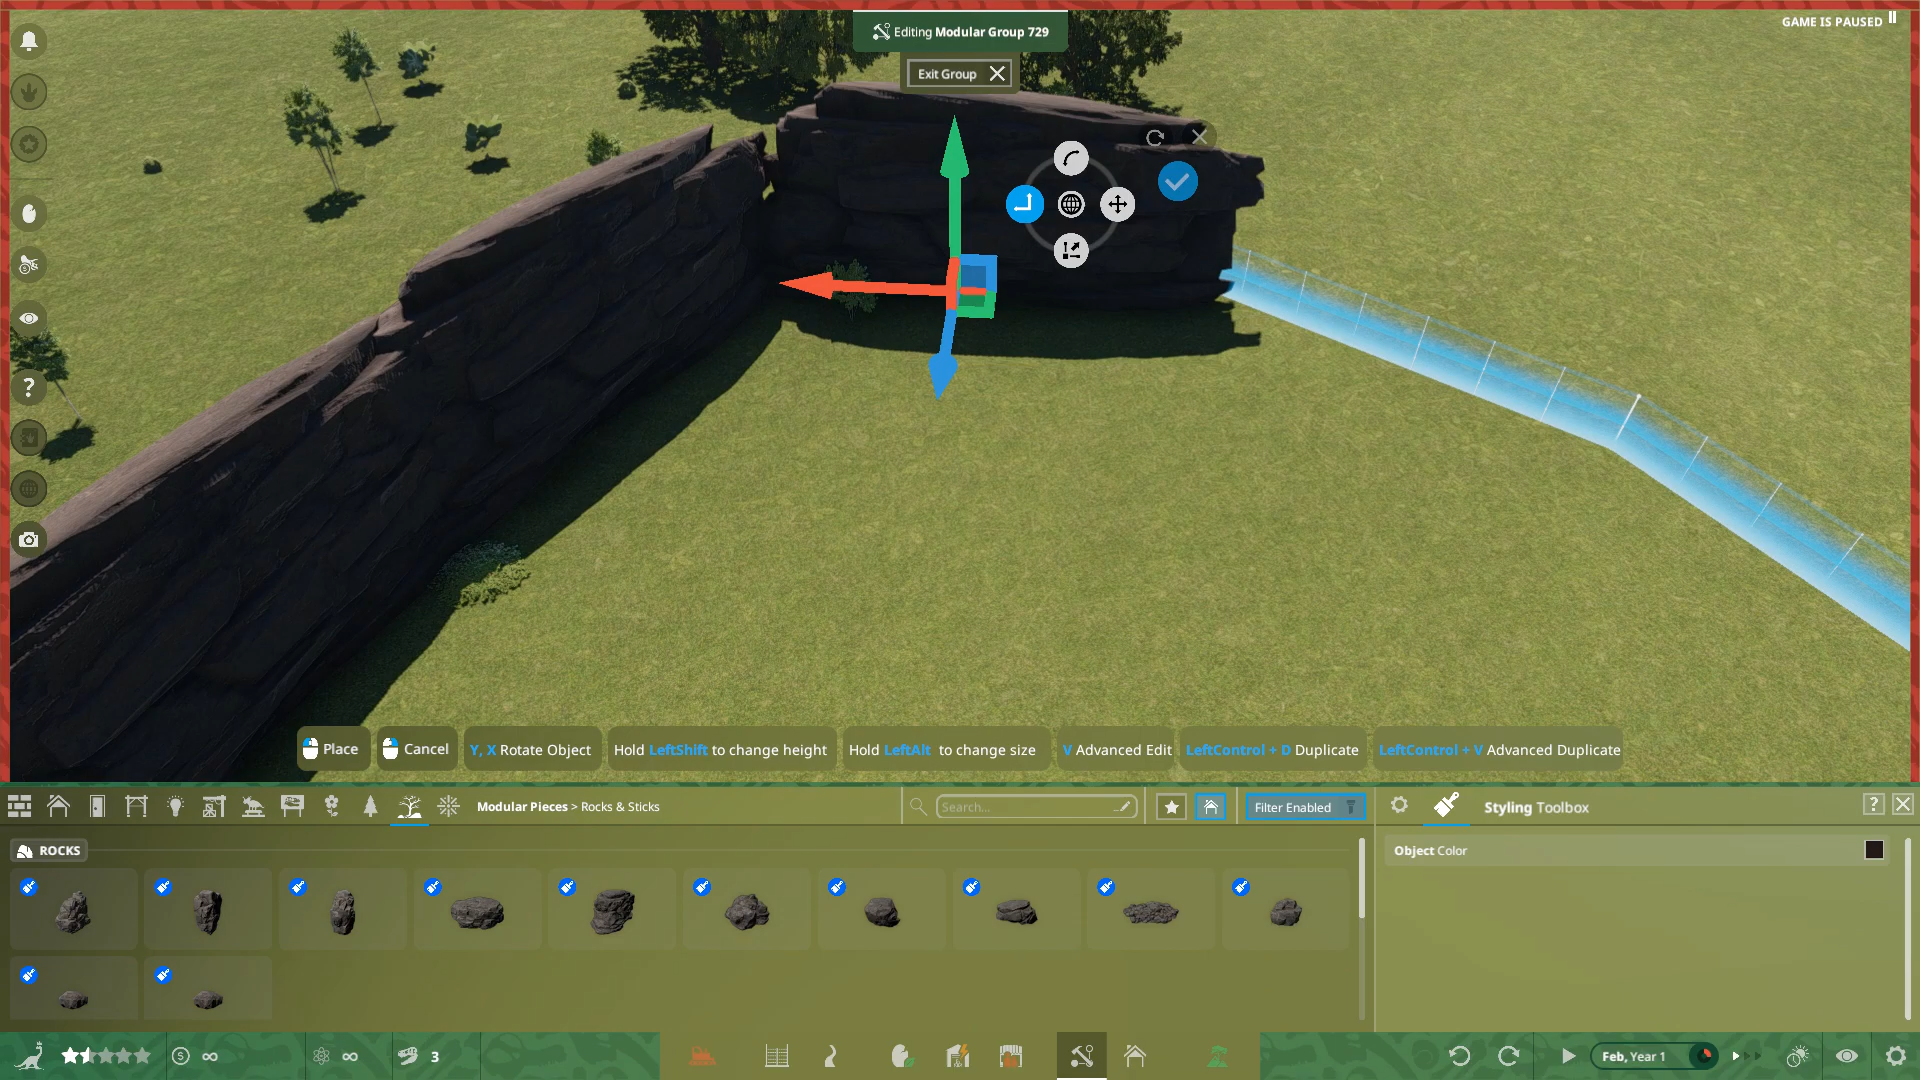 GAME IS PAUSED
Editing Modular Group 729
Exit Group
?
Place
Cancel
Y, X Rotate Object
Hold LeftShift to change height
Hold LeftAlt to change size
V Advanced Edit
LeftControl + D Duplicate
LeftControl + V Advanced Duplicate
Modular Pieces > Rocks & Sticks
Search...
Filter Enabled
Styling Toolbox
?
ROCKS
Object Color
∞
∞
3
Feb, Year 1